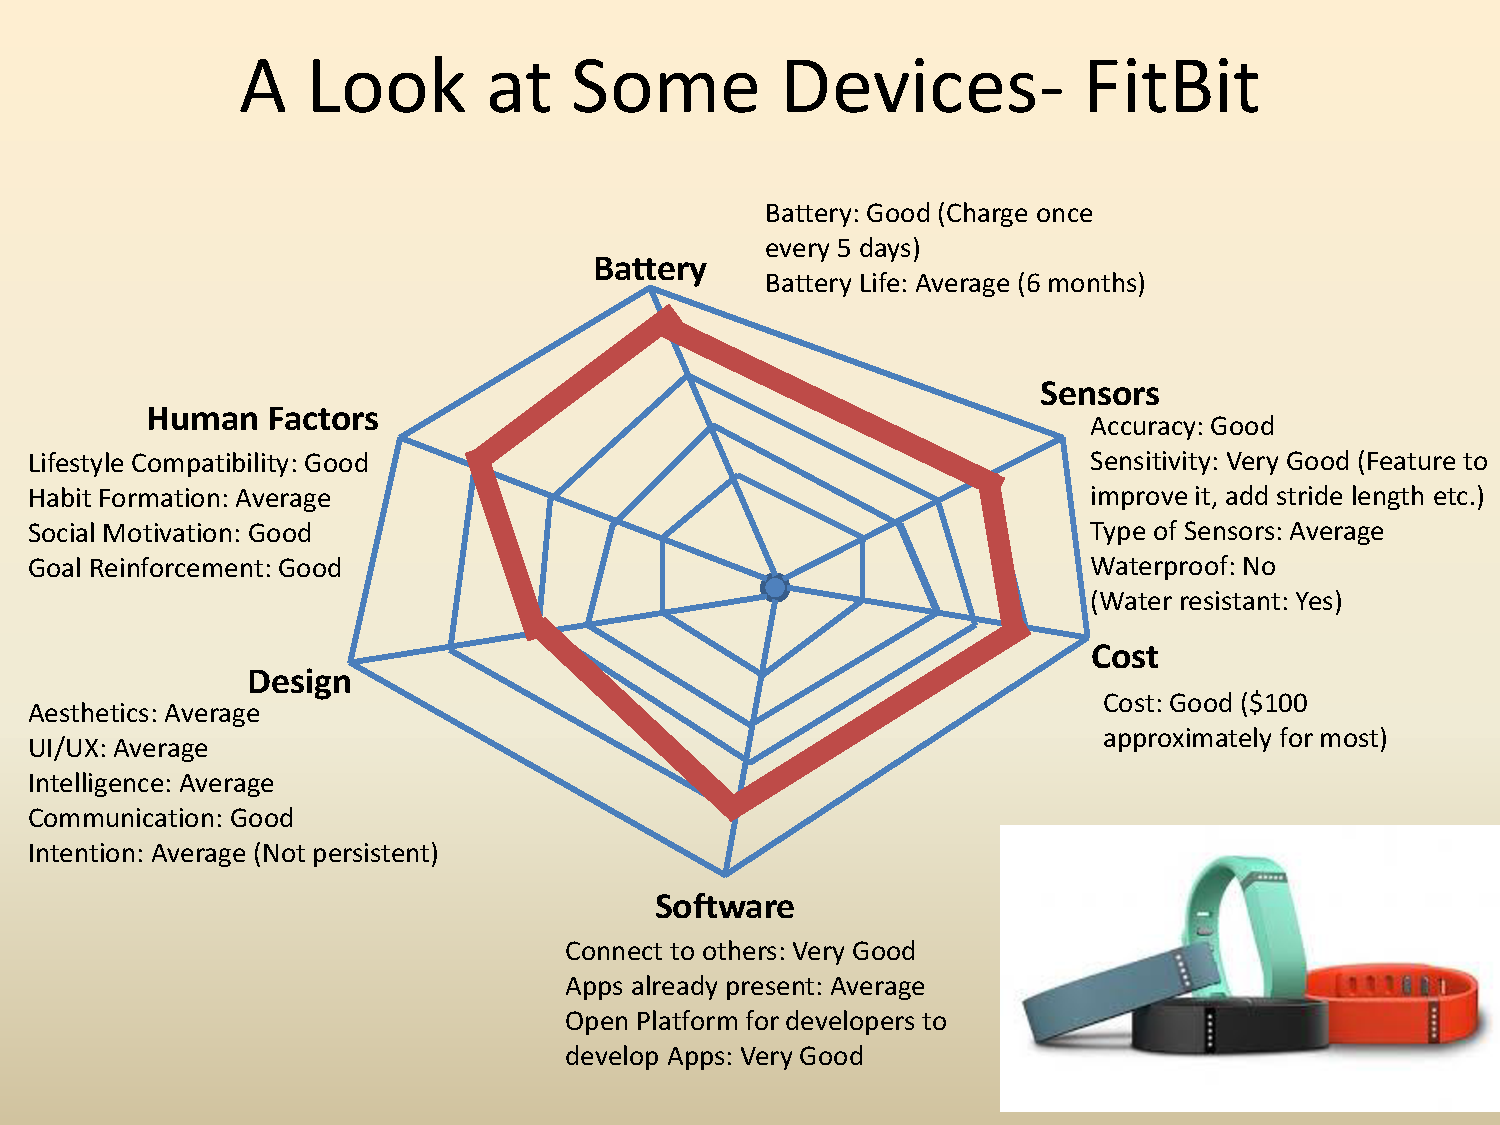 A Look at Some Devices- FitBit
Battery: Good (Charge once
every 5 days)
Battery Life: Average (6 months)
Battery
Sensors
Accuracy: Good
Sensitivity: Very Good (Feature to
improve it, add stride length etc.)
Type of Sensors: Average
Waterproof: No
(Water resistant: Yes)
Human Factors
Lifestyle Compatibility: Good
Habit Formation: Average
Social Motivation: Good
Goal Reinforcement: Good
Cost
Cost: Good ($100
approximately for most)
Design
Aesthetics: Average
UI/UX: Average
Intelligence: Average
Communication: Good
Intention: Average (Not persistent)
Software
Connect to others: Very Good
Apps already present: Average
Open Platform for developers to
develop Apps: Very Good